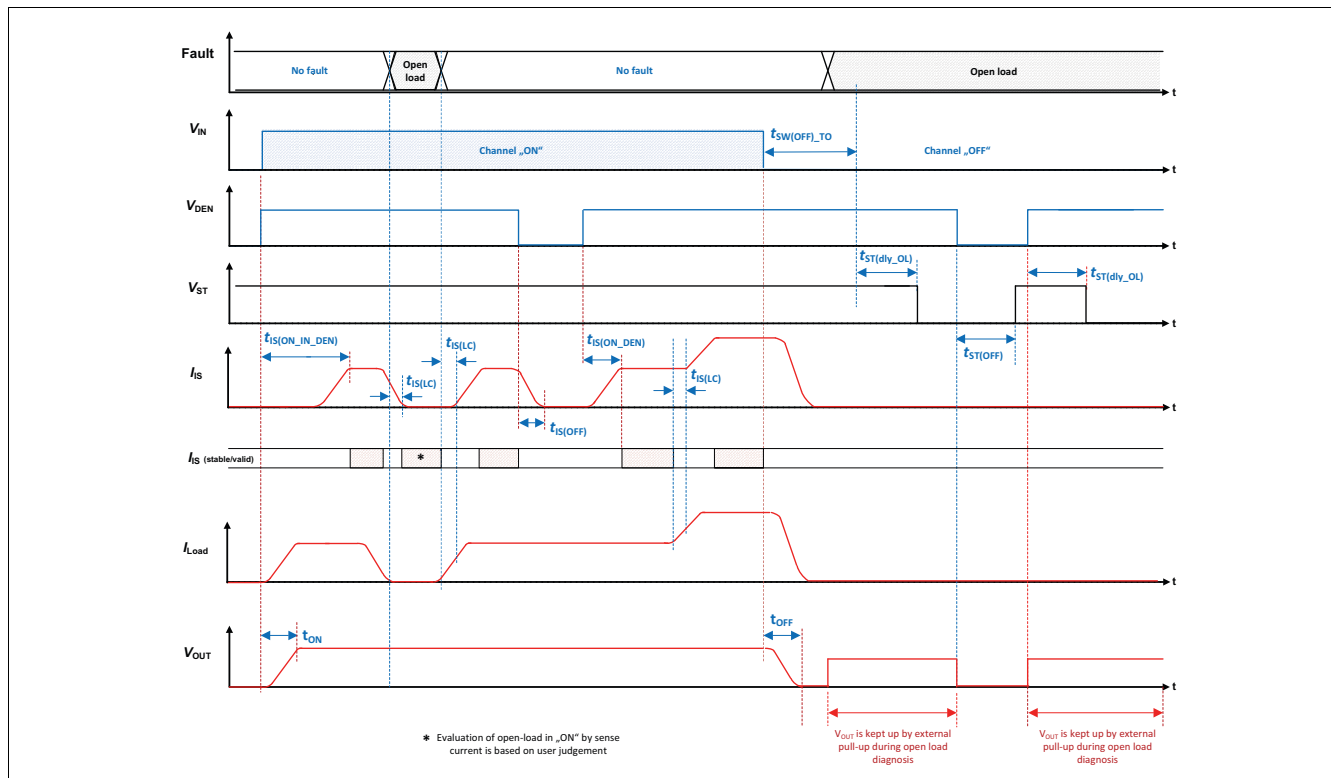 Fault
No fault
Open
load
No fault
Open load
t
VIN
Channel „ON“
tSW(OFF)_TO
Channel „OFF“
t
VDEN
t
tST(dly_OL)
tST(dly_OL)
VST
t
tIS(ON_IN_DEN)
tIS(LC)
tIS(ON_DEN)
tST(OFF)
IIS
tIS(LC)
tIS(LC)
t
tIS(OFF)
IIS (stable/valid)
*
ILoad
t
tON
tOFF
VOUT
t
* Evaluation of open-load in „ON“ by sense
current is based on user judgement
VOUT is kept up by external
pull-up during open load
diagnosis
VOUT is kept up by external
pull-up during open load
diagnosis